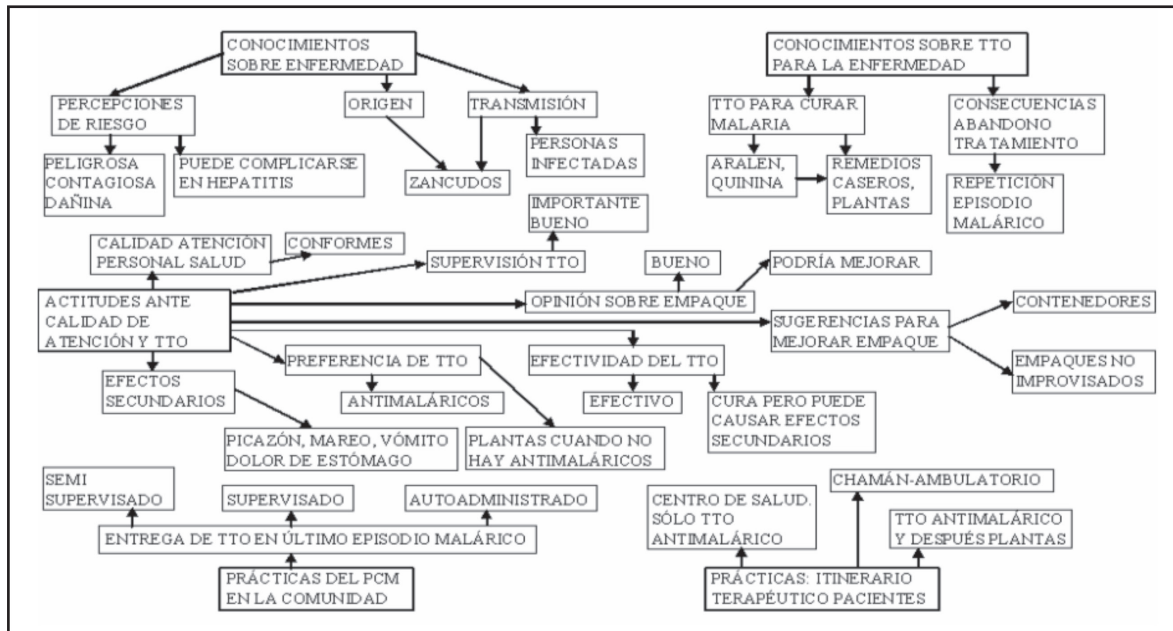 CONOCIMIENTOS
SOBRE ENFERMEDAD
CONOCIMIENTOS SOBRE TTO
PARA LA ENFERMEDAD
PERCEPCIONES
DE RIESGO
ORIGEN
TRANSMISIÓN
PELIGROSA
CONTAGIOSA
DAÑINA
PUEDE COMPLICARSE
EN HEPATITIS
ZANCUDOS
PERSONAS
INFECTADAS
TTO PARA CURAR
MALARIA
CONSECUENCIAS
ABANDONO
TRATAMIENTO
ARALEN,
QUININA
REMEDIOS
CASEROS,
PLANTAS
REPETICIÓN
EPISODIO
MALÁRICO
CALIDAD ATENCIÓN
PERSONAL SALUD
CONFORMES
IMPORTANTE
BUENO
SUPERVISIÓN TTO
BUENO
PODRÍA MEJORAR
ACTITUDES ANTE
CALIDAD DE
ATENCIÓN Y TTO
OPINIÓN SOBRE EMPAQUE
SUGERENCIAS PARA
MEJORAR EMPAQUE
CONTENEDORES
EMPAQUES NO
IMPROVISADOS
EFECTOS
SECUNDARIOS
PREFERENCIA DE TTO
EFECTIVIDAD DEL TTO
ANTIMALÁRICOS
EFECTIVO
CURA PERO PUEDE
CAUSAR EFECTOS
SECUNDARIOS
PICAZÓN, MAREO, VÓMITO
DOLOR DE ESTÓMAGO
PLANTAS CUANDO NO
HAY ANTIMALÁRICOS
SEMI
SUPERVISADO
SUPERVISADO
AUTOADMINISTRADO
ENTREGA DE TTO EN ÚLTIMO EPISODIO MALÁRICO
PRÁCTICAS DEL PCM
EN LA COMUNIDAD
CENTRO DE SALUD.
SÓLO TTO
ANTIMALÁRICO
CHAMÁN-AMBULATORIO
TTO ANTIMALÁRICO
Y DESPUÉS PLANTAS
PRÁCTICAS: ITINERARIO
TERAPÉUTICO PACIENTES